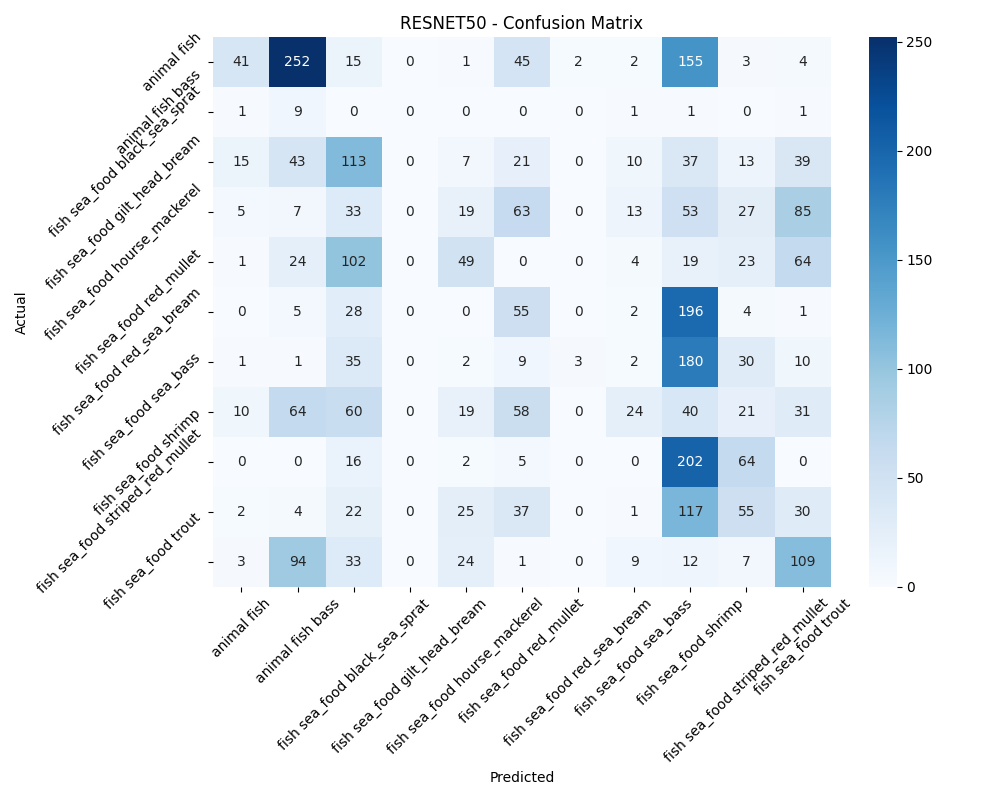 RESNET50 - Confusion Matrix
animal fish 41 252 15 0 1 45 2 2 155 3 4
animal fish bass 1 9 0 0 0 0 0 1 1 0 1
fish sea_food black_sea_sprat 15 43 113 0 7 21 0 10 37 13 39
fish sea_food gilt_head_bream 5 7 33 0 19 63 0 13 53 27 85
fish sea_food hourse_mackerel 1 24 102 0 49 0 0 4 19 23 64
fish sea_food red_mullet 0 5 28 0 0 55 0 2 196 4 1
fish sea_food red_sea_bream 1 1 35 0 2 9 3 2 180 30 10
fish sea_food sea_bass 10 64 60 0 19 58 0 24 40 21 31
fish sea_food shrimp 0 0 16 0 2 5 0 0 202 64 0
fish sea_food striped_red_mullet 2 4 22 0 25 37 0 1 117 55 30
fish sea_food trout 3 94 33 0 24 1 0 9 12 7 109
Actual
animal fish
animal fish bass
fish sea_food black_sea_sprat
fish sea_food gilt_head_bream
fish sea_food hourse_mackerel
fish sea_food red_mullet
fish sea_food red_sea_bream
fish sea_food sea_bass
fish sea_food shrimp
fish sea_food striped_red_mullet
fish sea_food trout
Predicted
250
200
150
100
50
0